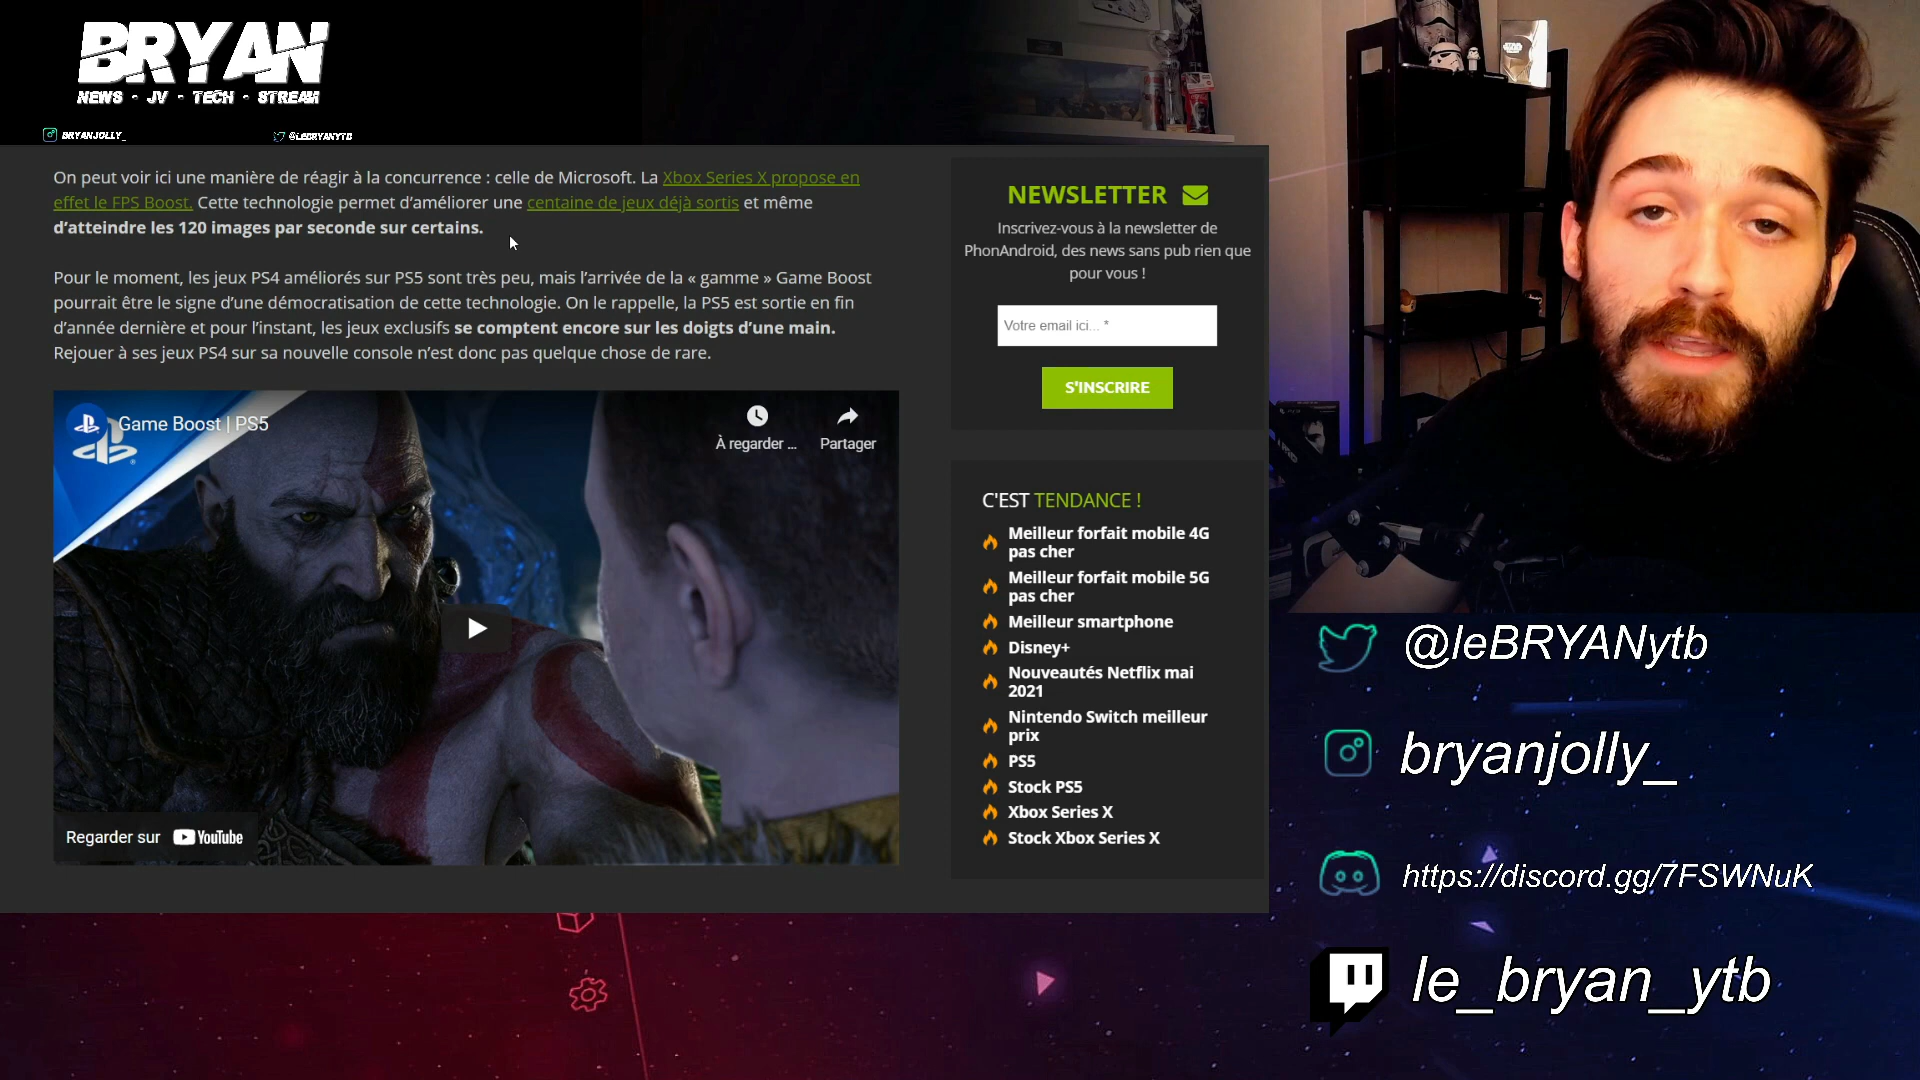 BRYAN
NEWS - JV - TECH - STREAM
BRYANJOLLY_
@LEBRYANYTB
On peut voir ici une manière de réagir à la concurrence : celle de Microsoft. La Xbox Series X propose en
effet le FPS Boost. Cette technologie permet d’améliorer une centaine de jeux déjà sortis et même
d’atteindre les 120 images par seconde sur certains.
Pour le moment, les jeux PS4 améliorés sur PS5 sont très peu, mais l’arrivée de la « gamme » Game Boost
pourrait être le signe d’une démocratisation de cette technologie. On le rappelle, la PS5 est sortie en fin
d’année dernière et pour l’instant, les jeux exclusifs se comptent encore sur les doigts d’une main.
Rejouer à ses jeux PS4 sur sa nouvelle console n’est donc pas quelque chose de rare.
Game Boost | PS5
À regarder ...
Partager
Regarder sur YouTube
NEWSLETTER
Inscrivez-vous à la newsletter de
PhonAndroid, des news sans pub rien que
pour vous !
Votre email ici... *
S'INSCRIRE
C'EST TENDANCE !
Meilleur forfait mobile 4G
pas cher
Meilleur forfait mobile 5G
pas cher
Meilleur smartphone
Disney+
Nouveautés Netflix mai
2021
Nintendo Switch meilleur
prix
PS5
Stock PS5
Xbox Series X
Stock Xbox Series X
@leBRYANytb
bryanjolly_
https://discord.gg/7FSWNuK
le_bryan_ytb